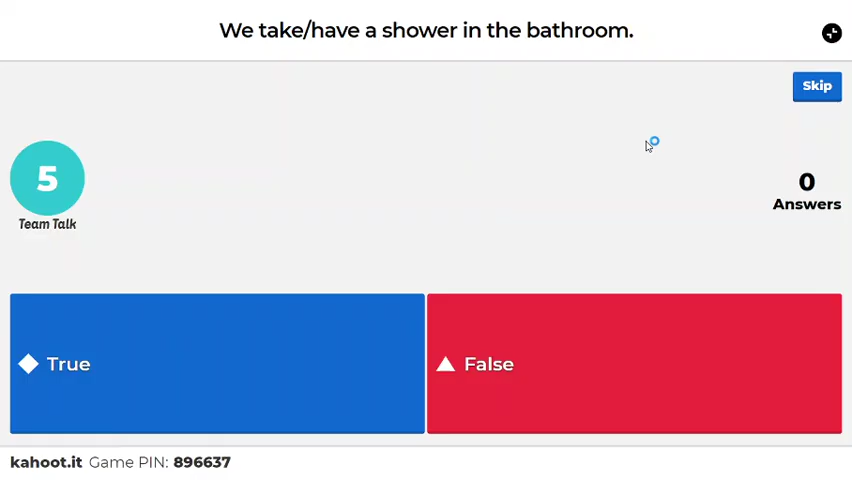 We take/have a shower in the bathroom.
Skip
5
Team Talk
0
Answers
True
False
kahoot.it Game PIN: 896637